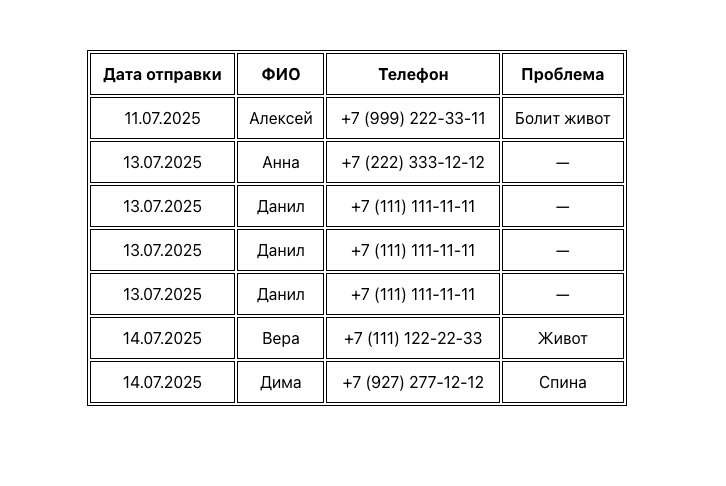 Дата отправки ФИО Телефон Проблема
11.07.2025 Алексей +7 (999) 222-33-11 Болит живот
13.07.2025 Анна +7 (222) 333-12-12 —
13.07.2025 Данил +7 (111) 111-11-11 —
13.07.2025 Данил +7 (111) 111-11-11 —
13.07.2025 Данил +7 (111) 111-11-11 —
14.07.2025 Вера +7 (111) 122-22-33 Живот
14.07.2025 Дима +7 (927) 277-12-12 Спина